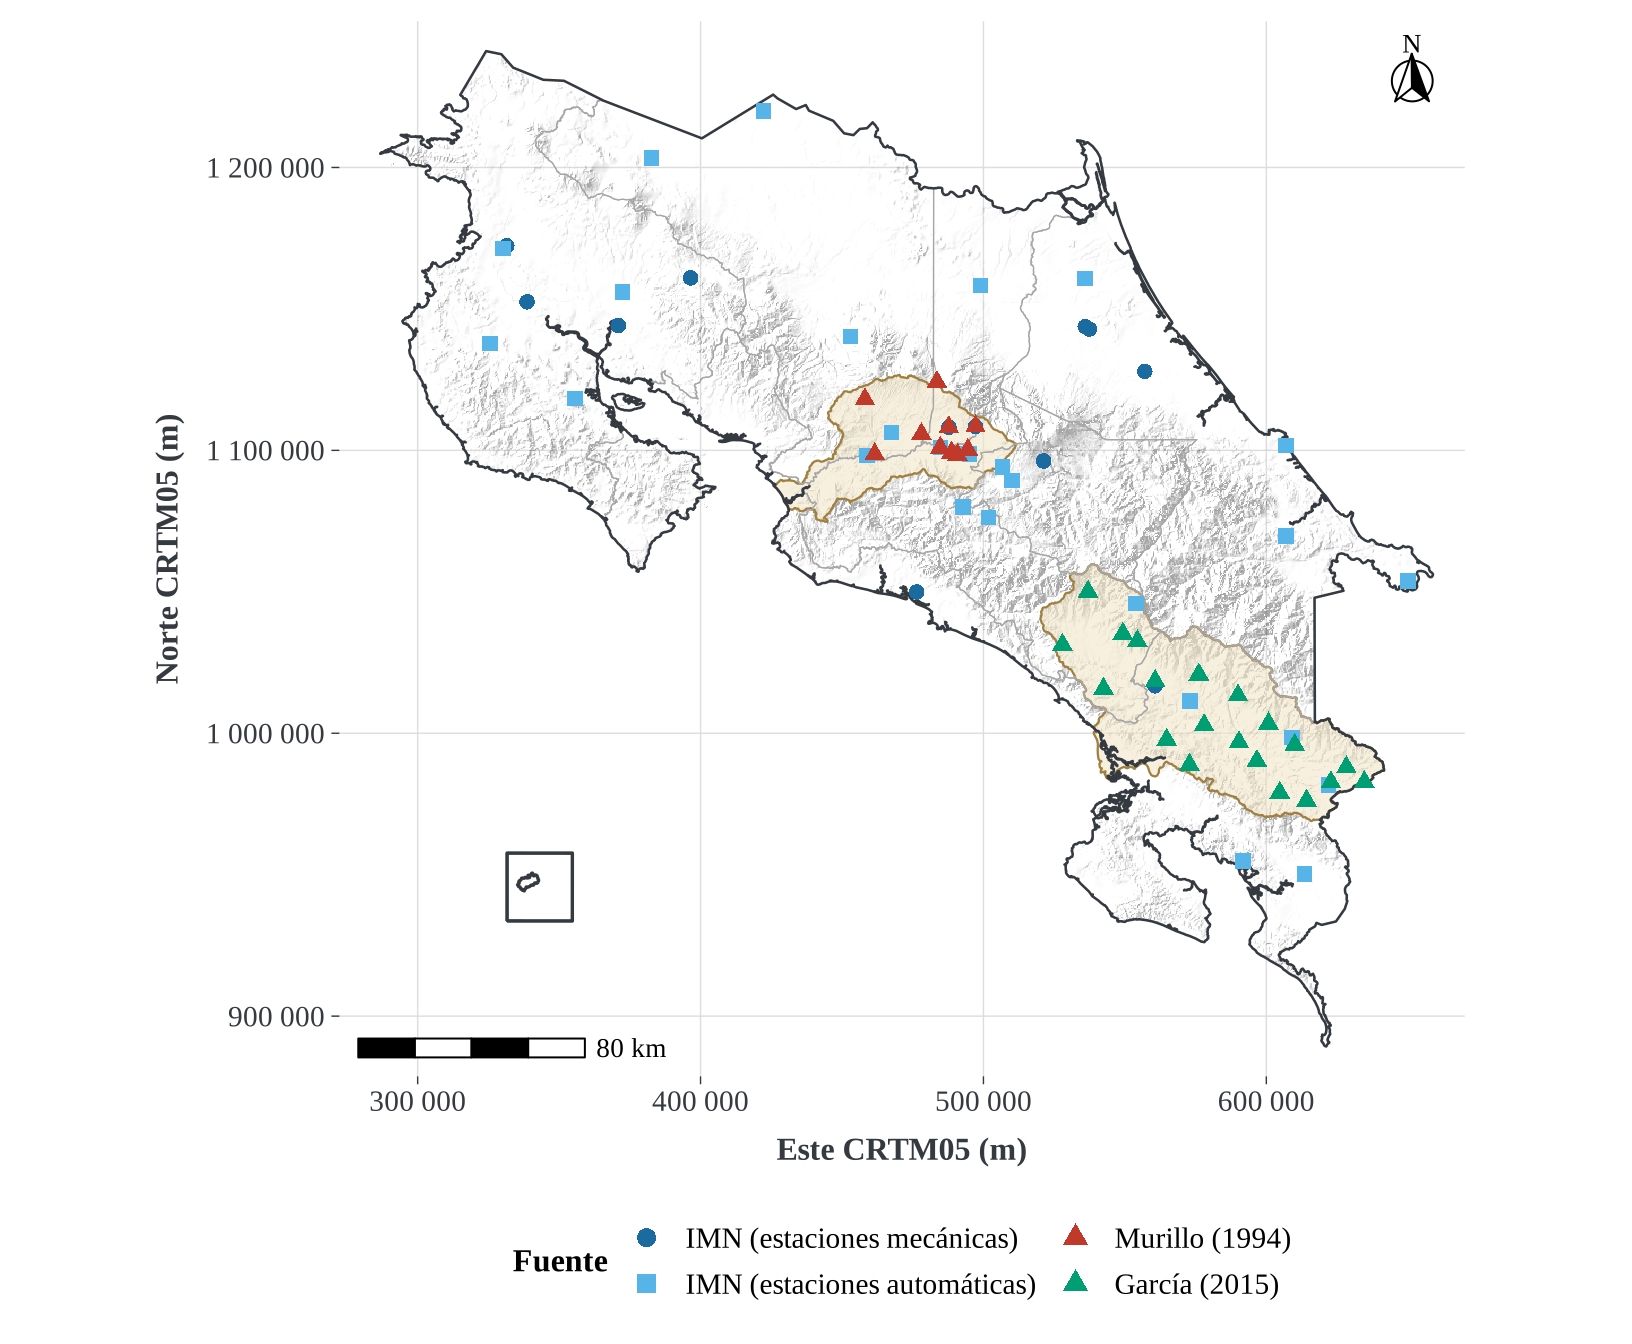 N
1 200 000
1 100 000
1 000 000
900 000
Norte CRTM05 (m)
80 km
300 000
400 000
500 000
600 000
Este CRTM05 (m)
Fuente
IMN (estaciones mecánicas)
IMN (estaciones automáticas)
Murillo (1994)
García (2015)